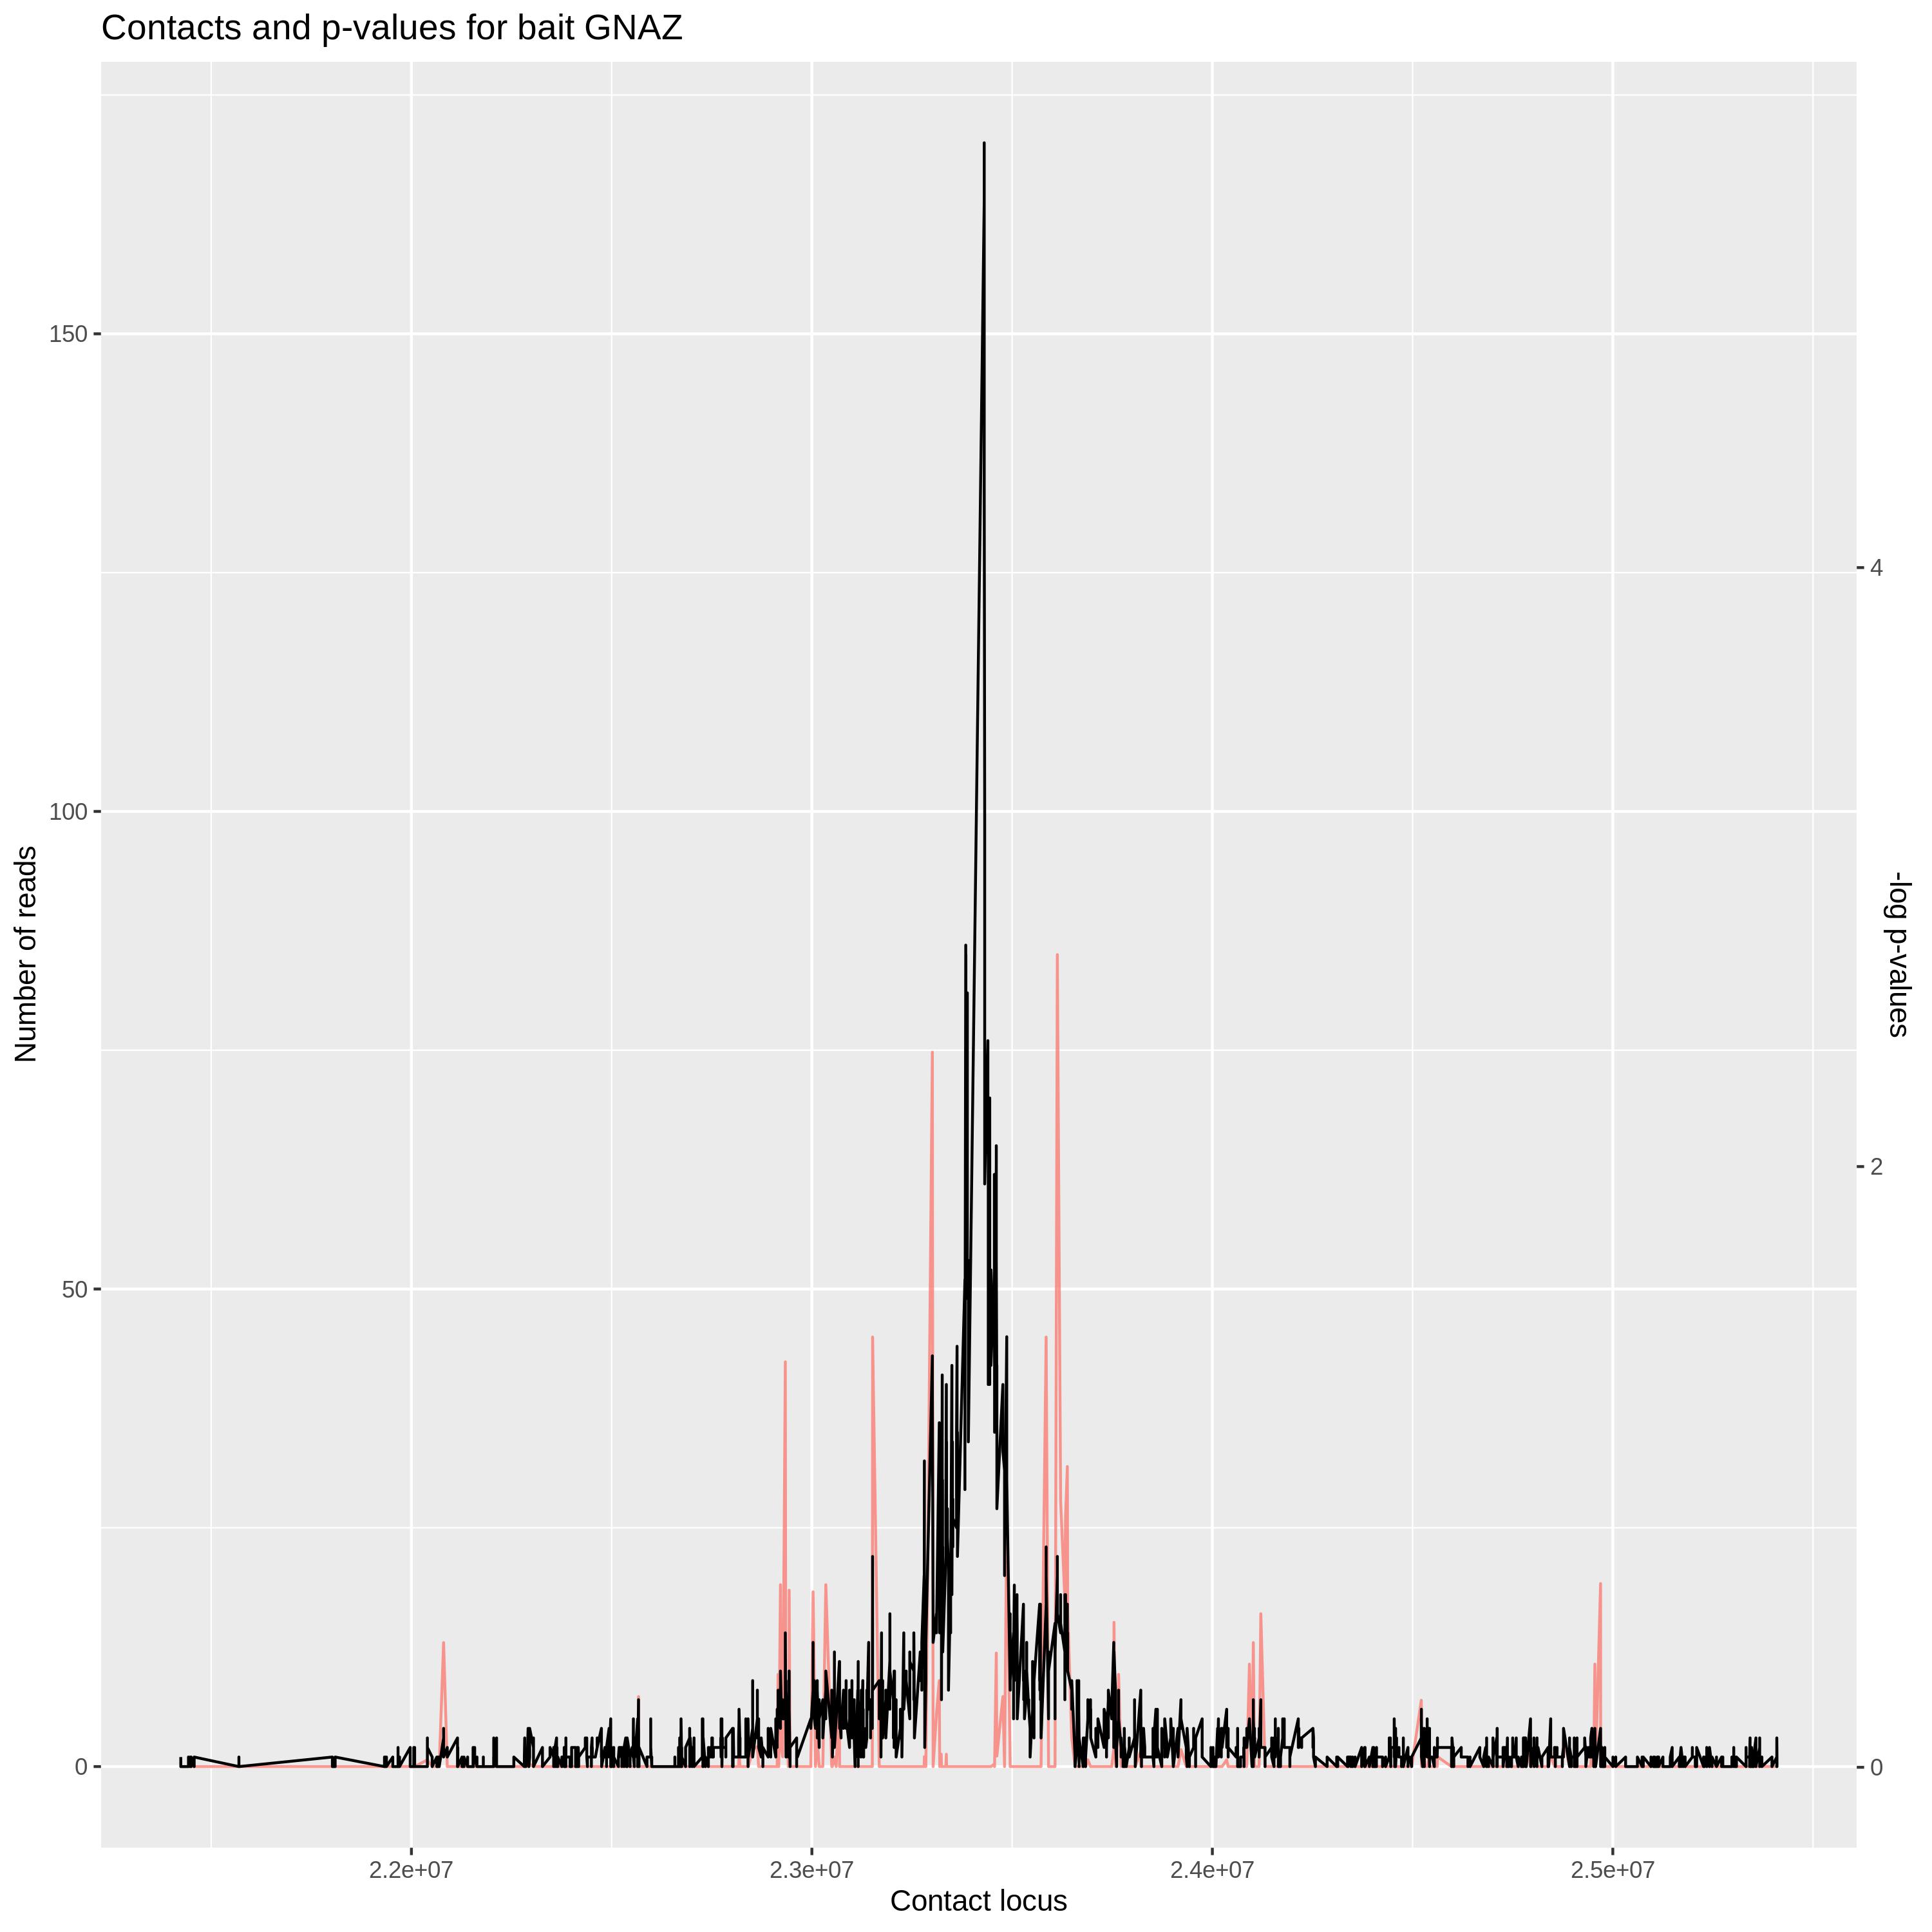 Contacts and p-values for bait GNAZ
Number of reads
150
100
50
0
4
2
0
-log p-values
2.2e+07
2.3e+07
2.4e+07
2.5e+07
Contact locus